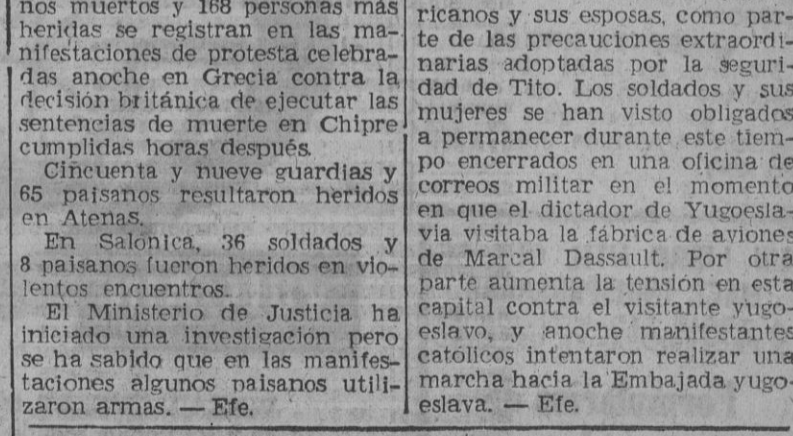 nos muertos y 168 personas más
heridas se registran en las ma-
nifestaciones de protesta celebra-
das anoche en Grecia contra la
decisión británica de ejecutar las
sentencias de muerte en Chipre
cumplidas horas después.
Cincuenta y nueve guardias y
65 paisanos resultaron heridos
en Atenas.
En Salónica, 36 soldados y
8 paisanos fueron heridos en vio-
lentos encuentros.
El Ministerio de Justicia ha
iniciado una investigación pero
se ha sabido que en las manifes-
taciones algunos paisanos utili-
zaron armas. — Efe.
ricanos y sus esposas, como par-
te de las precauciones extraordi-
narias adoptadas por la seguri-
dad de Tito. Los soldados y sus
mujeres se han visto obligados
a permanecer durante este tiem-
po encerrados en una oficina de
correos militar en el momento
en que el dictador de Yugoesla-
via visitaba la fábrica de aviones
de Marcal Dassault. Por otra
parte aumenta la tensión en esta
capital contra el visitante yugo-
eslavo, y anoche manifestantes
católicos intentaron realizar una
marcha hacia la Embajada yugo-
eslava. — Efe.